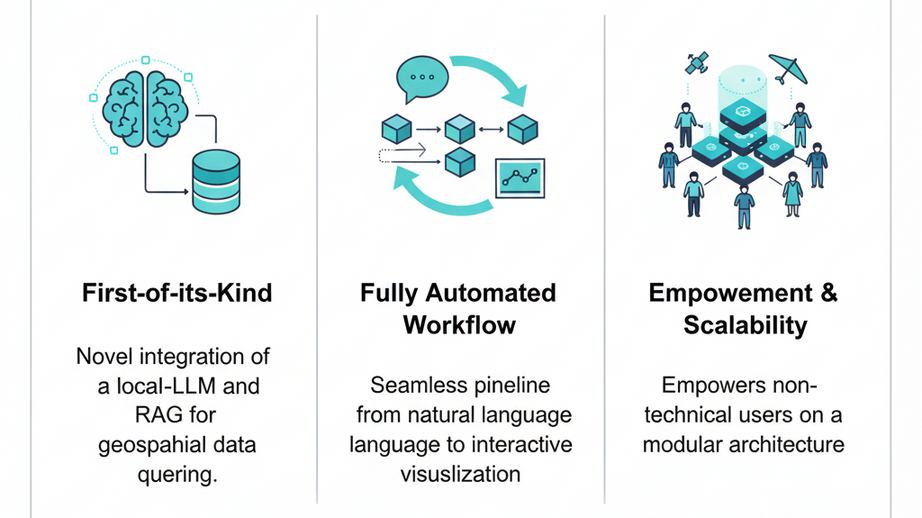 First-of-its-Kind
Novel integration of
a local-LLM and
RAG for
geospahial data
quering.
Fully Automated
Workflow
Seamless pineline
from natural language
language to interactive
visuslization
Empowement &
Scalability
Empowers non-
technical users on a
modular architecture